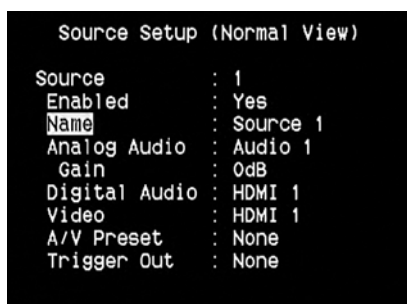 Source Setup (Normal View)
Source : 1
Enabled : Yes
Name : Source 1
Analog Audio : Audio 1
Gain : 0dB
Digital Audio : HDMI 1
Video : HDMI 1
A/V Preset : None
Trigger Out : None